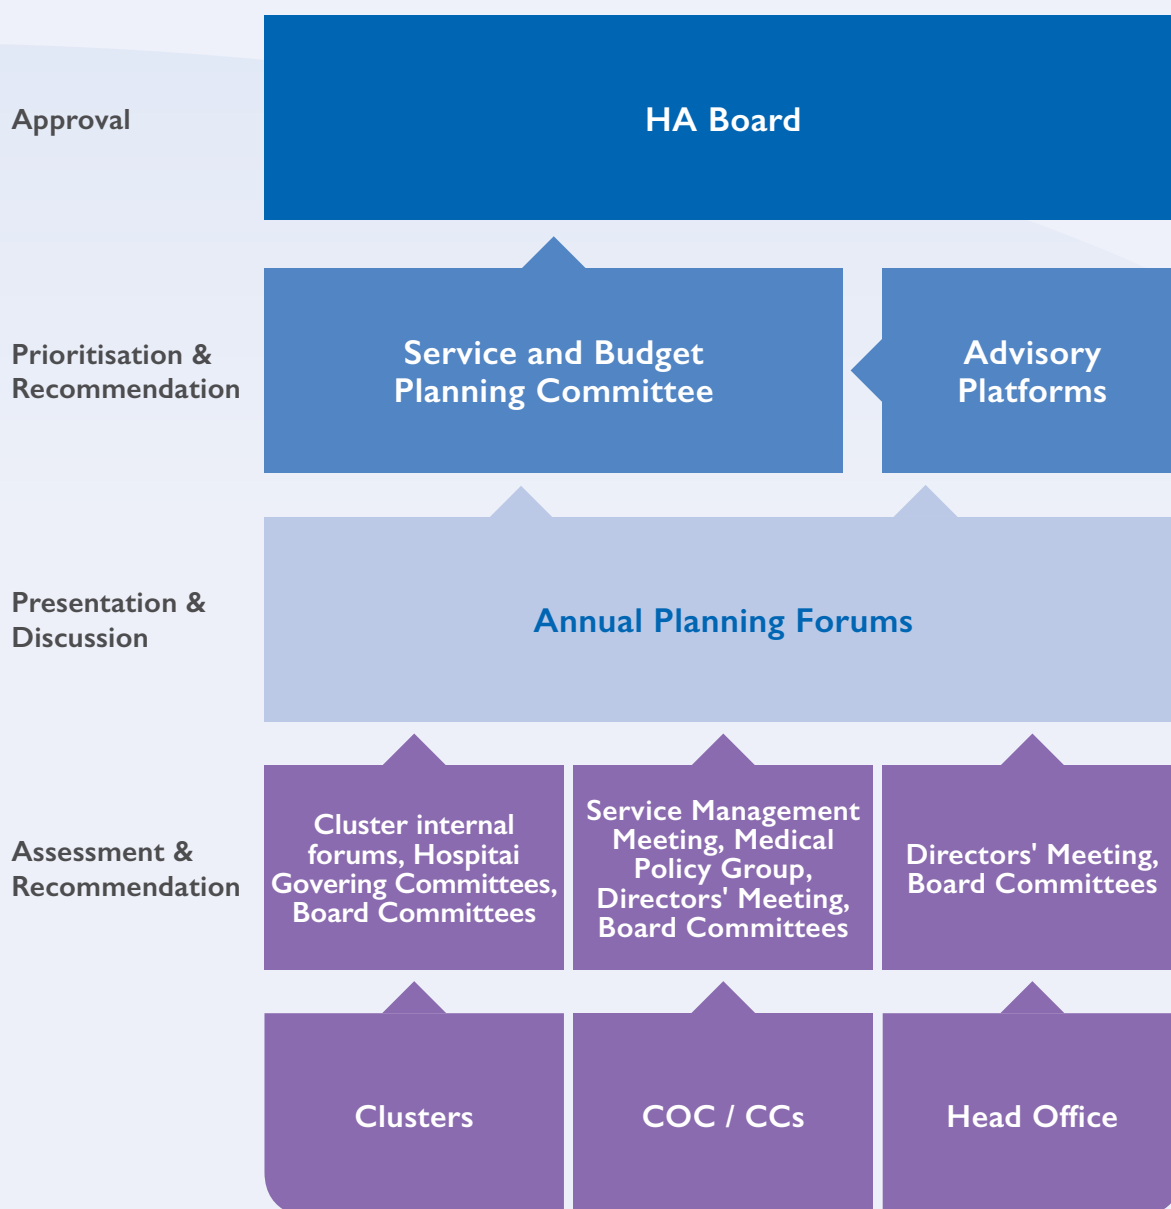 Approval
HA Board
Prioritisation &
Recommendation
Service and Budget
Planning Committee
Advisory
Platforms
Presentation &
Discussion
Annual Planning Forums
Assessment &
Recommendation
Cluster internal
forums, Hospitai
Govering Committees,
Board Committees
Service Management
Meeting, Medical
Policy Group,
Directors' Meeting,
Board Committees
Directors' Meeting,
Board Committees
Clusters
COC / CCs
Head Office